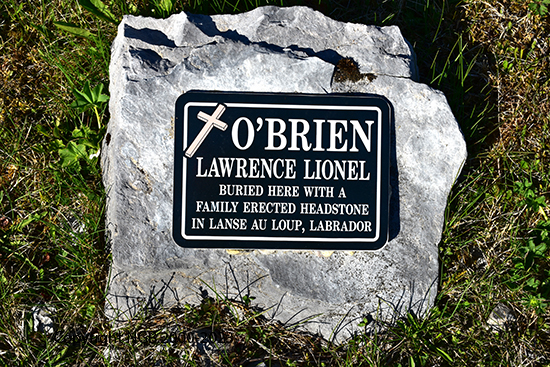 O'BRIEN
LAWRENCE LIONEL
BURIED HERE WITH A
FAMILY ERECTED HEADSTONE
IN LANSE AU LOUP, LABRADOR